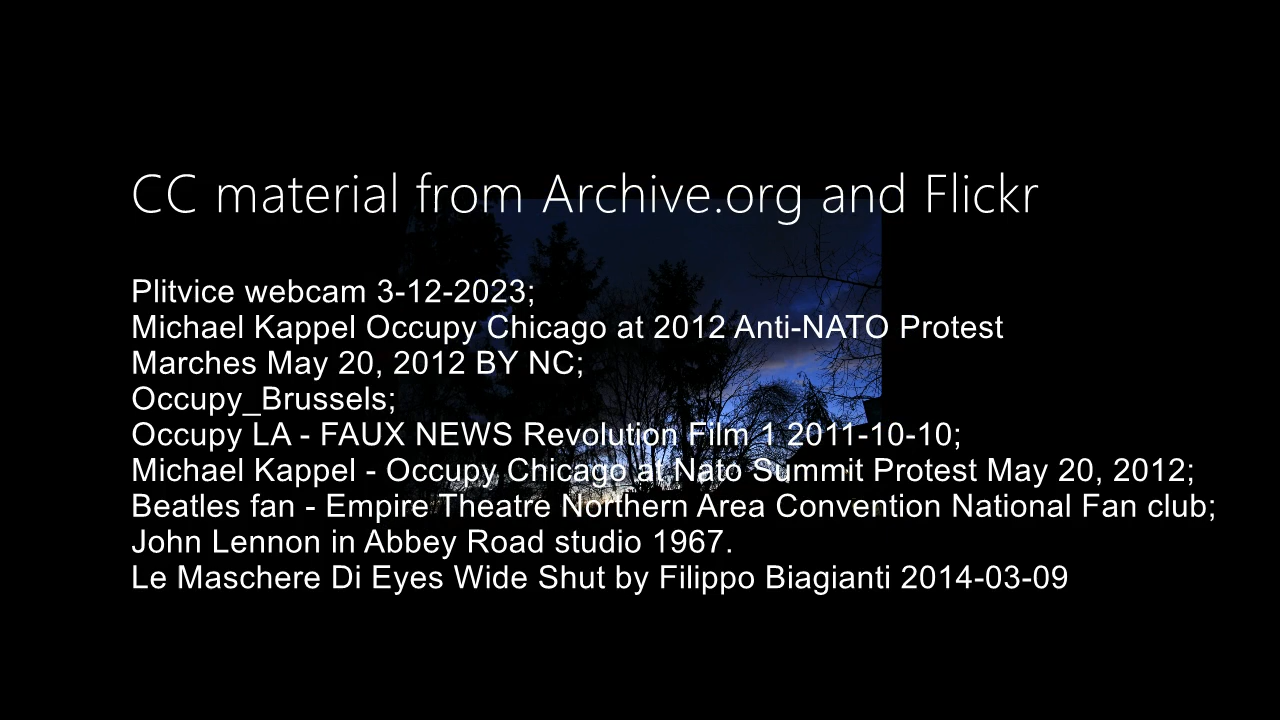 CC material from Archive.org and Flickr
Plitvice webcam 3-12-2023;
Michael Kappel Occupy Chicago at 2012 Anti-NATO Protest
Marches May 20, 2012 BY NC;
Occupy_Brussels;
Occupy LA - FAUX NEWS Revolution Film 1 2011-10-10;
Michael Kappel - Occupy Chicago at Nato Summit Protest May 20, 2012;
Beatles fan - Empire Theatre Northern Area Convention National Fan club;
John Lennon in Abbey Road studio 1967.
Le Maschere Di Eyes Wide Shut by Filippo Biagianti 2014-03-09